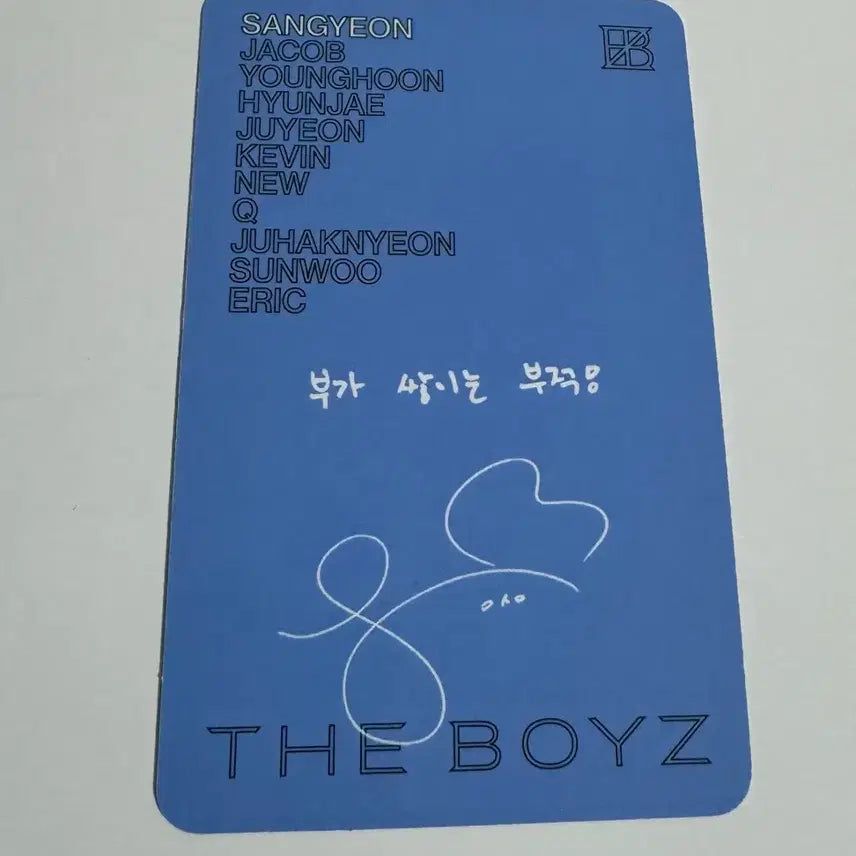 SANGYEON
JACOB
YOUNGHOON
HYUNJAE
JUYEON
KEVIN
NEW
Q
JUHAKNYEON
SUNWOO
ERIC
부가 쌓이는 부적
ㅇㅅㅇ
THE BOYZ